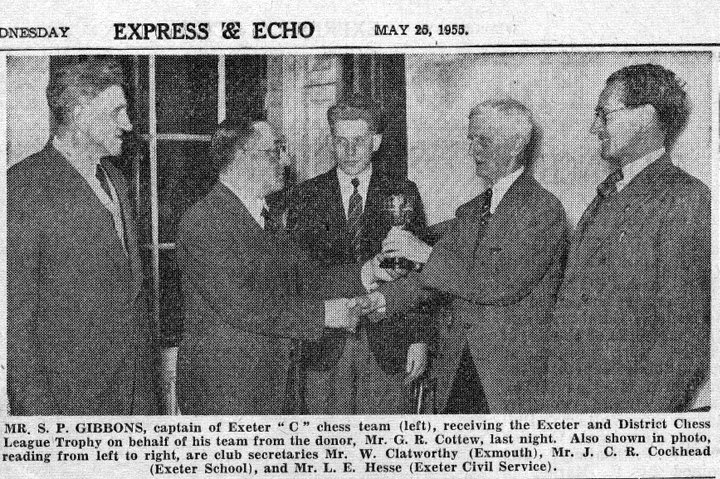 DNESDAY EXPRESS & ECHO MAY 25, 1955.
MR. S. P. GIBBONS, captain of Exeter "C" chess team (left), receiving the Exeter and District Chess
League Trophy on behalf of his team from the donor, Mr. G. R. Cottew, last night. Also shown in photo,
reading from left to right, are club secretaries Mr. W. Clatworthy (Exmouth), Mr. J. C. R. Cockhead
(Exeter School), and Mr. L. E. Hesse (Exeter Civil Service).